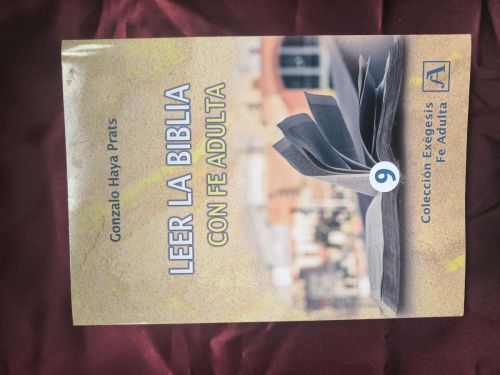 Gonzalo Haya Prats
LEER LA BIBLIA
CON FE ADULTA
9
Colección Exégesis
Fe Adulta
A